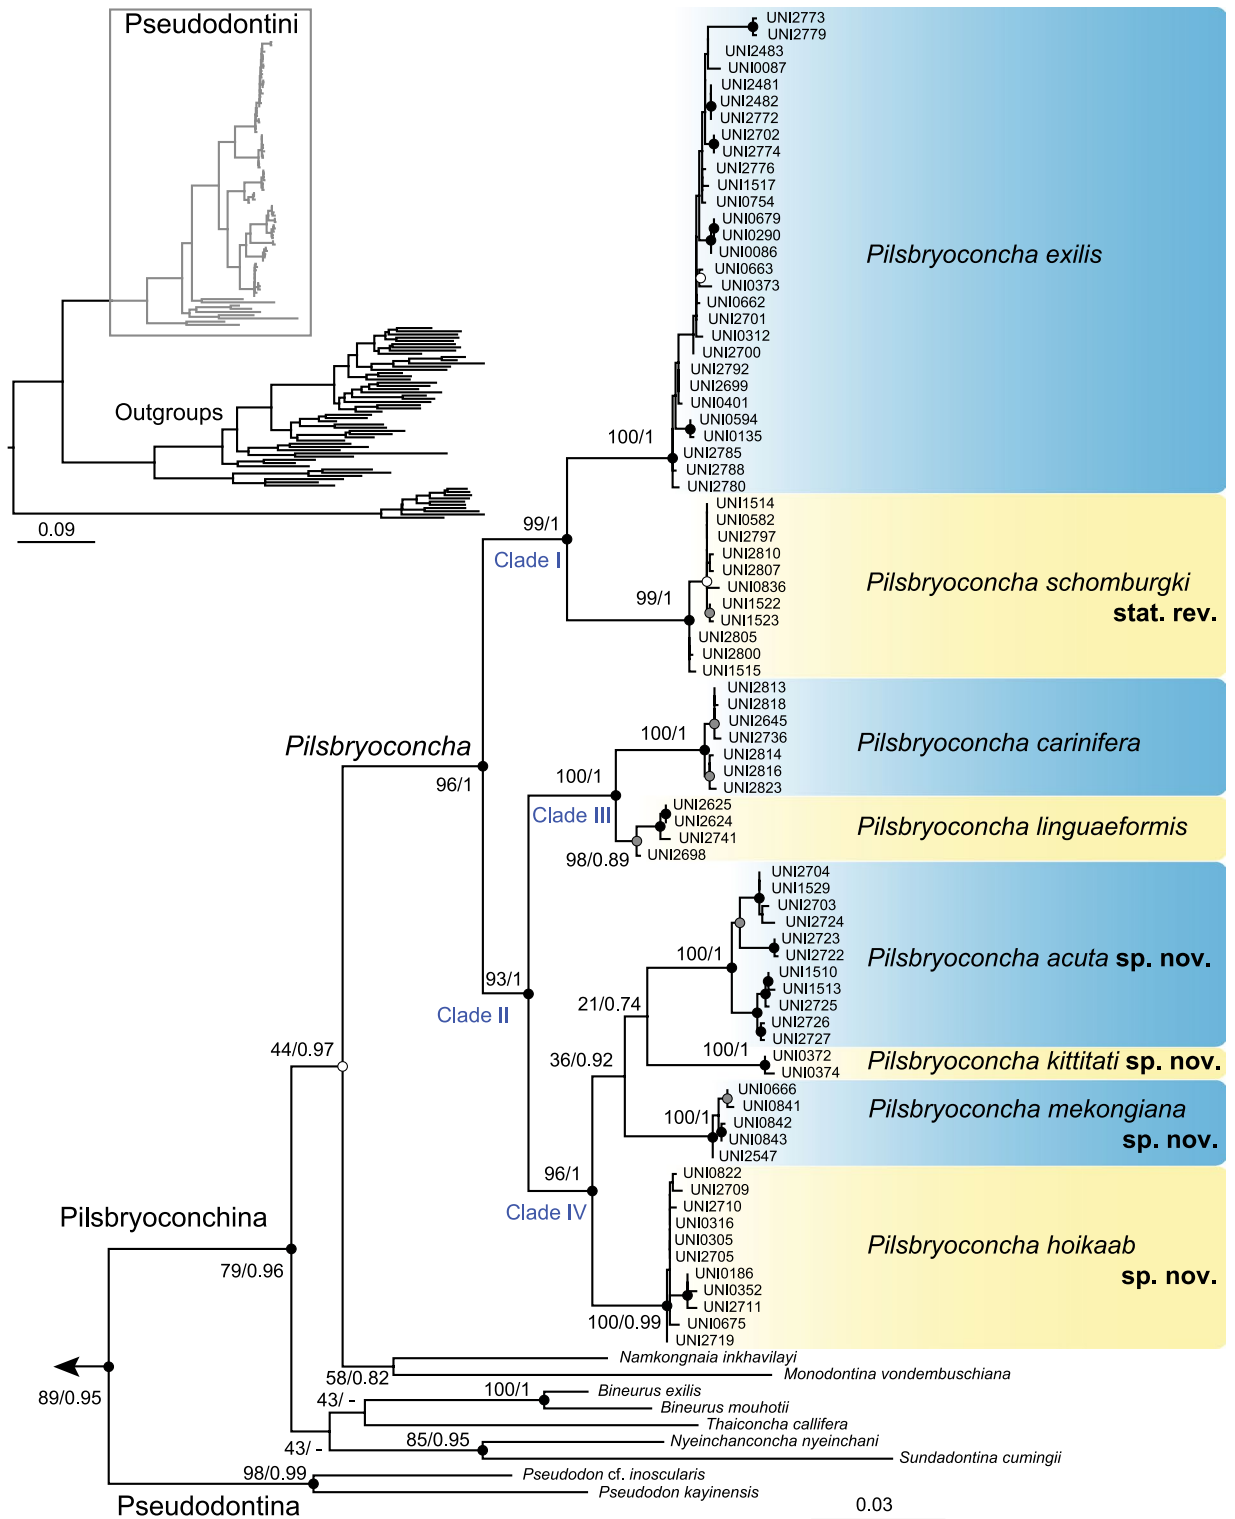 Pseudodontini
Outgroups
0.09
UNI2773
UNI2779
UNI2483
UNI0087
UNI2481
UNI2482
UNI2772
UNI2702
UNI2774
UNI2776
UNI1517
UNI0754
UNI0679
UNI0290
UNI0086
UNI0663
UNI0373
UNI0662
UNI2701
UNI0312
UNI2700
UNI2792
UNI2699
UNI0401
UNI0594
UNI0135
UNI2785
UNI2788
UNI2780
100/1
Pilsbryoconcha exilis
99/1
Clade I
UNI1514
UNI0582
UNI2797
UNI2810
UNI2807
UNI0836
UNI1522
UNI1523
UNI2805
UNI2800
UNI1515
99/1
Pilsbryoconcha schomburgki
stat. rev.
Pilsbryoconcha
96/1
UNI2813
UNI2818
UNI2645
UNI2736
UNI2814
UNI2816
UNI2823
100/1
Pilsbryoconcha carinifera
100/1
Clade III
UNI2625
UNI2624
UNI2741
UNI2698
98/0.89
Pilsbryoconcha linguaeformis
93/1
Clade II
UNI2704
UNI1529
UNI2703
UNI2724
UNI2723
UNI2722
UNI1510
UNI1513
UNI2725
UNI2726
UNI2727
100/1
Pilsbryoconcha acuta sp. nov.
21/0.74
100/1
UNI0372
UNI0374
Pilsbryoconcha kittitati sp. nov.
36/0.92
UNI0666
UNI0841
UNI0842
UNI0843
UNI2547
100/1
Pilsbryoconcha mekongiana
sp. nov.
96/1
Clade IV
UNI0822
UNI2709
UNI2710
UNI0316
UNI0305
UNI2705
UNI0186
UNI0352
UNI2711
UNI0675
UNI2719
100/0.99
Pilsbryoconcha hoikaab
sp. nov.
44/0.97
Pilsbryoconchina
79/0.96
Namkongnaia inkhavilayi
58/0.82
Monodontina vondembuschiana
89/0.95
43/ -
100/1
Bineurus exilis
Bineurus mouhotii
Thaiconcha callifera
43/ -
85/0.95
Nyeinchanconcha nyeinchani
Sundadontina cumingii
98/0.99
Pseudodon cf. inoscularis
Pseudodon kayinensis
Pseudodontina
0.03